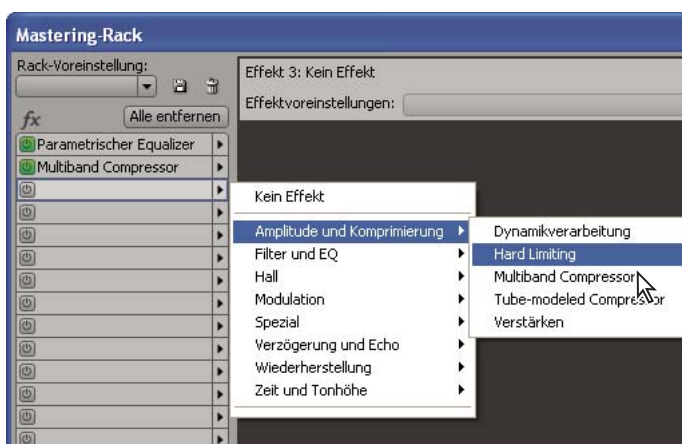 Mastering-Rack
Rack-Voreinstellung:
fx
Alle entfernen
Parametrischer Equalizer
Multiband Compressor
Effekt 3: Kein Effekt
Effektvoreinstellungen:
Kein Effekt
Amplitude und Komprimierung
Filter und EQ
Hall
Modulation
Spezial
Verzögerung und Echo
Wiederherstellung
Zeit und Tonhöhe
Dynamikverarbeitung
Hard Limiting
Multiband Compressor
Tube-modeled Compressor
Verstärken